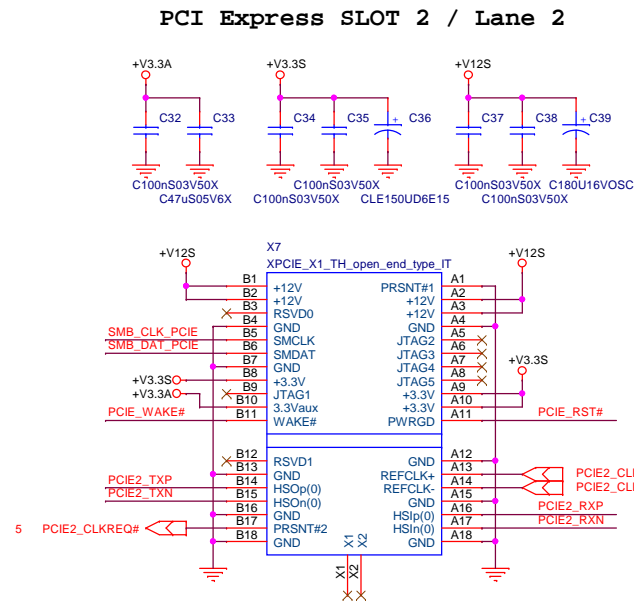 PCI Express SLOT 2 / Lane 2
+V3.3A +V3.3S +V12S
C32 C33 C34 C35 C36 C37 C38 C39
+ +
C100nS03V50X C100nS03V50X C100nS03V50X C180U16VOSC
C47uS05V6X C100nS03V50X CLE150UD6E15 C100nS03V50X
X7
XPCIE_X1_TH_open_end_type_IT
+V12S +V12S
B1 +12V PRSNT#1 A1
B2 +12V +12V A2
B3 RSVD0 +12V A3
B4 GND GND A4
SMB_CLK_PCIE B5 SMCLK JTAG2 A5
SMB_DAT_PCIE B6 SMDAT JTAG3 A6
B7 GND JTAG4 A7
+V3.3S B8 +3.3V JTAG5 A8 +V3.3S
+V3.3A B9 JTAG1 +3.3V A9
B10 3.3Vaux +3.3V A10
PCIE_WAKE# B11 WAKE# PWRGD A11 PCIE_RST#
B12 RSVD1 GND A12
B13 GND REFCLK+ A13 PCIE2_CL
PCIE2_TXP B14 HSOp(0) REFCLK- A14 PCIE2_CL
PCIE2_TXN B15 HSOn(0) GND A15
B16 GND HSIp(0) A16 PCIE2_RXP
5 PCIE2_CLKREQ# B17 PRSNT#2 HSIn(0) A17 PCIE2_RXN
B18 GND GND A18
X1 X2
X1 X2